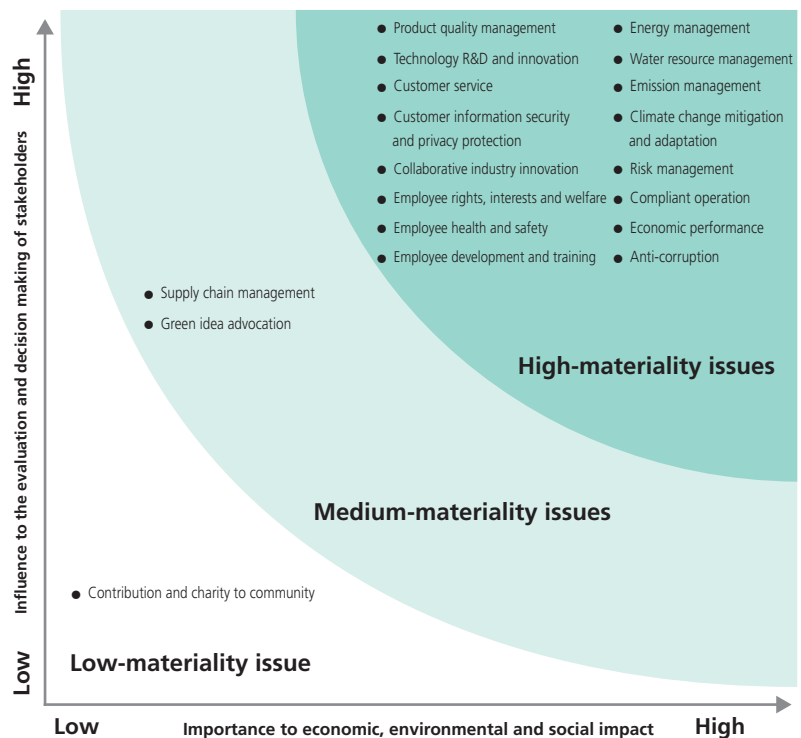 High
Influence to the evaluation and decision making of stakeholders
Low
● Product quality management
● Technology R&D and innovation
● Customer service
● Customer information security
and privacy protection
● Collaborative industry innovation
● Employee rights, interests and welfare
● Employee health and safety
● Employee development and training
● Energy management
● Water resource management
● Emission management
● Climate change mitigation
and adaptation
● Risk management
● Compliant operation
● Economic performance
● Anti-corruption
● Supply chain management
● Green idea advocation
High-materiality issues
Medium-materiality issues
● Contribution and charity to community
Low-materiality issue
Low
Importance to economic, environmental and social impact
High